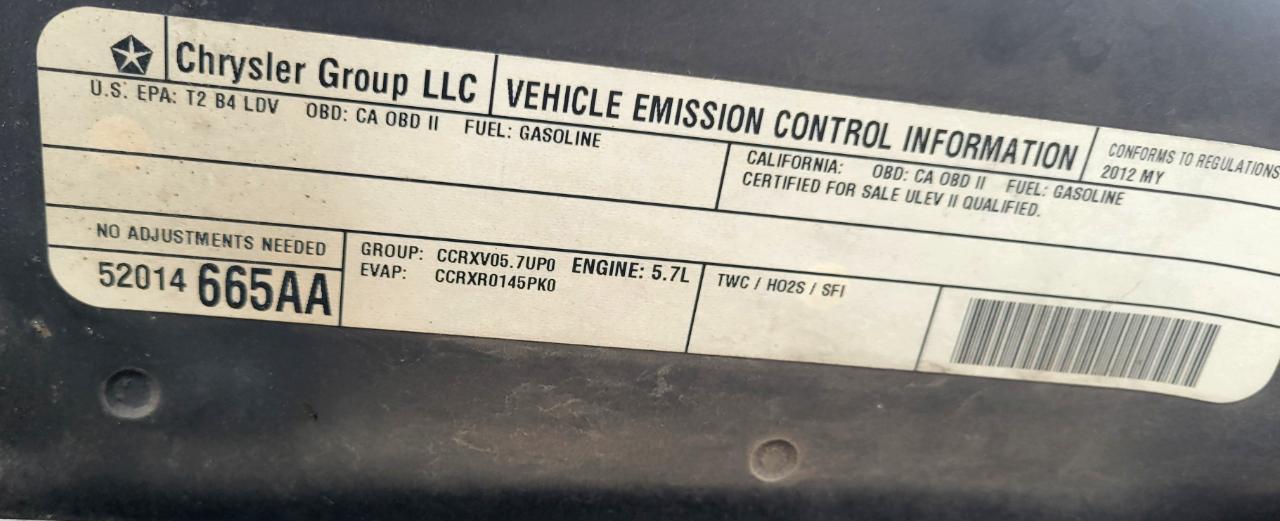 Chrysler Group LLC
VEHICLE EMISSION CONTROL INFORMATION
CONFORMS TO REGULATIONS
2012 MY
U.S. EPA: T2 B4 LDV OBD: CA OBD II FUEL: GASOLINE
CALIFORNIA: OBD: CA OBD II FUEL: GASOLINE
CERTIFIED FOR SALE ULEV II QUALIFIED.
NO ADJUSTMENTS NEEDED
52014 665AA
GROUP: CCRXV05.7UP0 ENGINE: 5.7L
EVAP: CCRXR0145PK0
TWC / HO2S / SFI